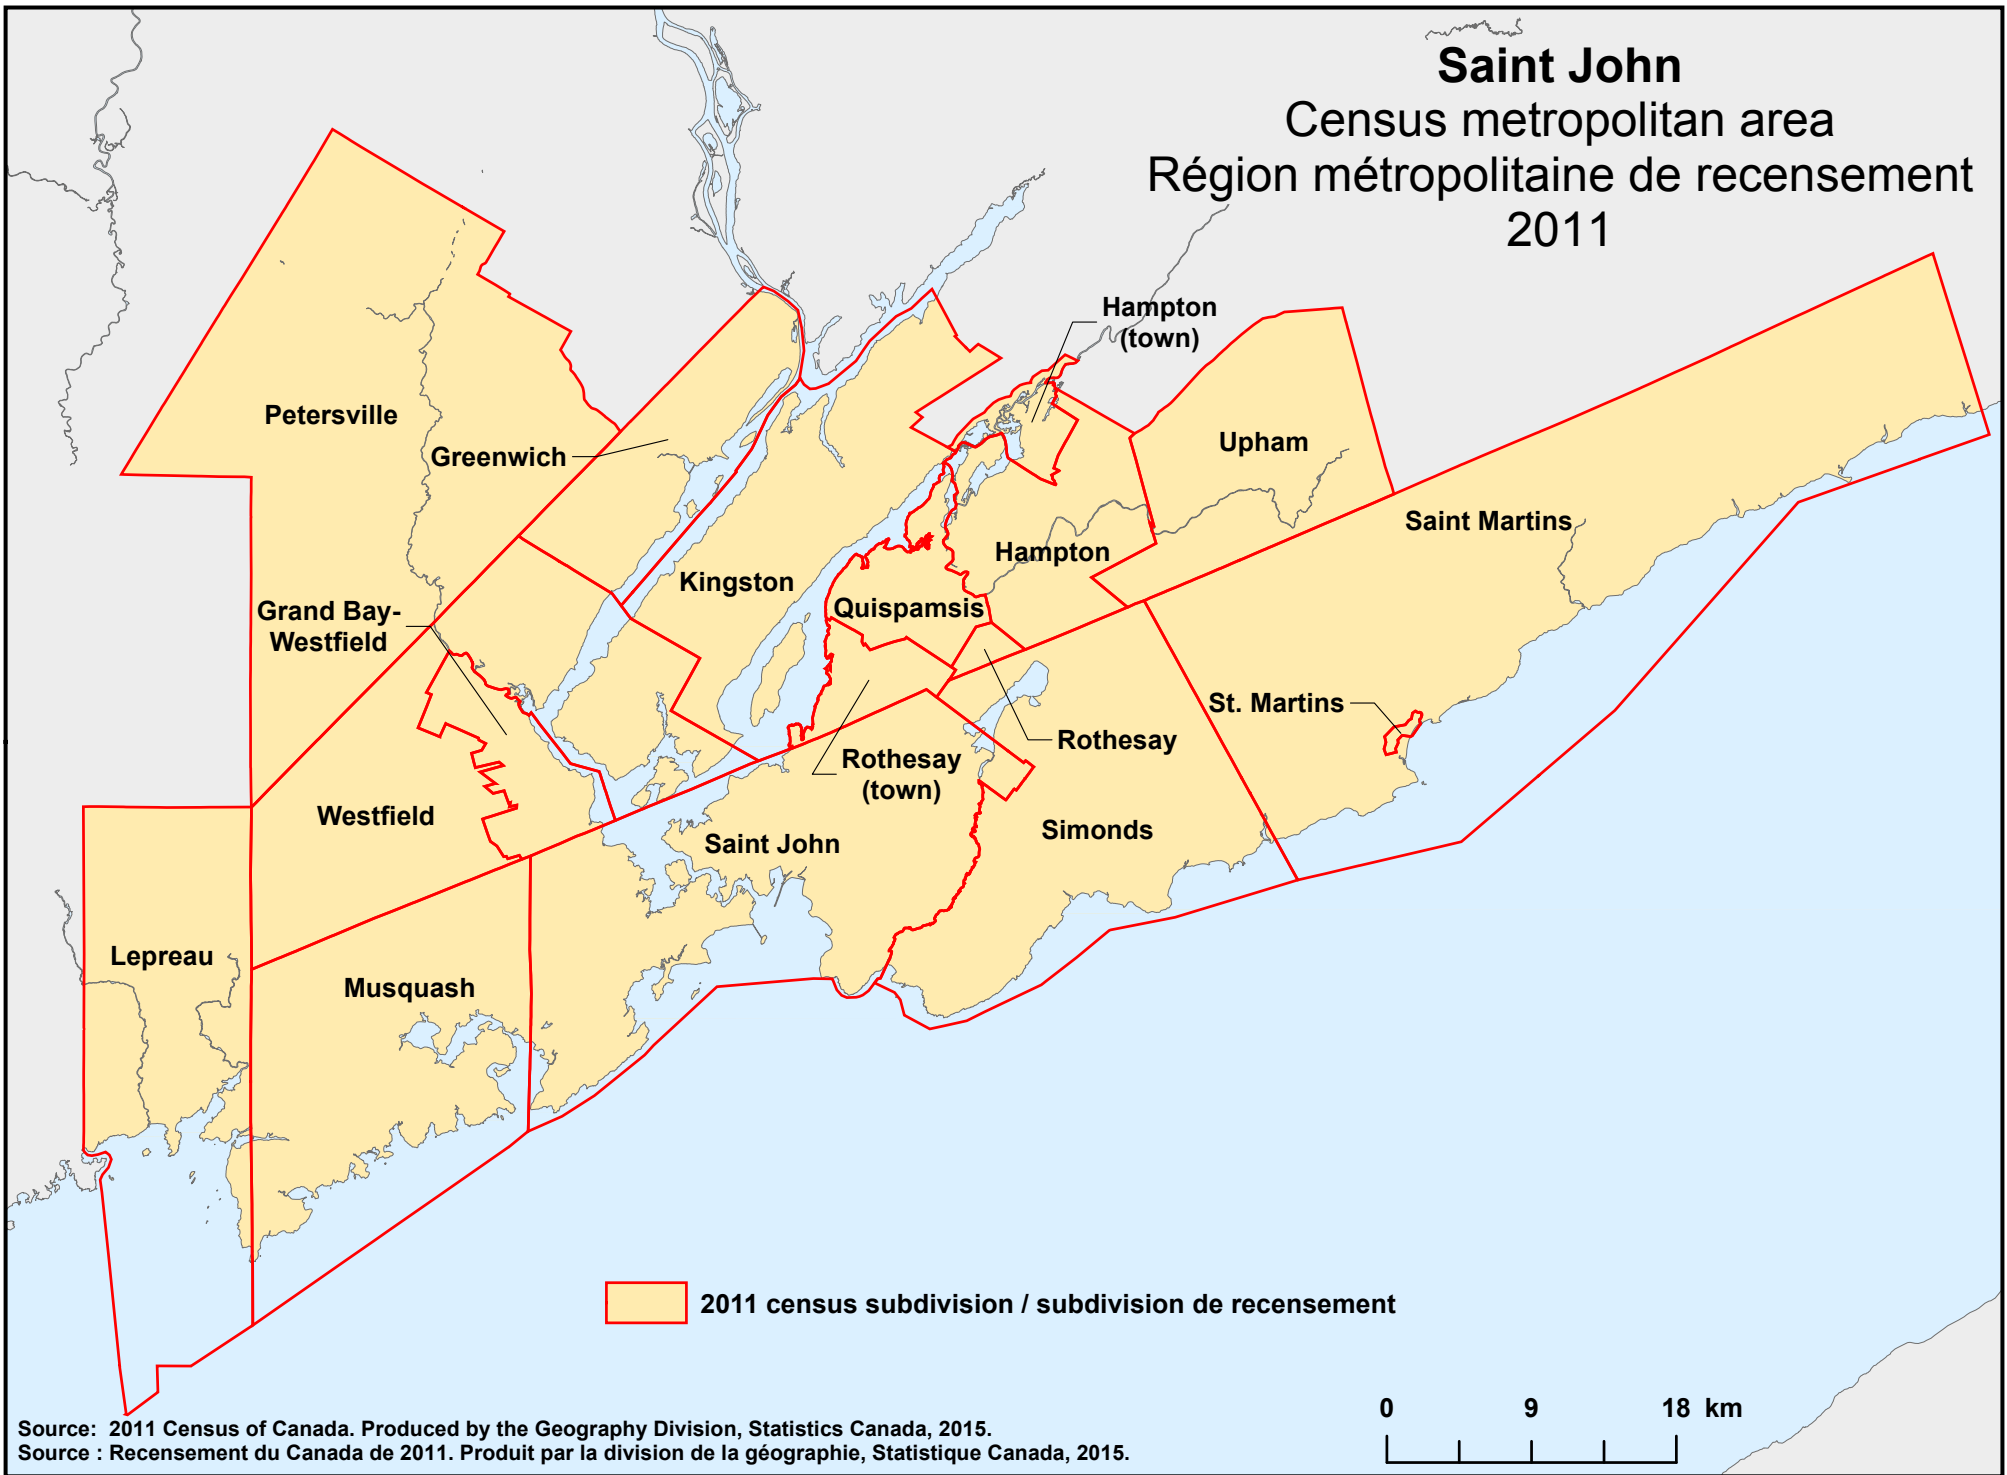 Saint John
Census metropolitan area
Région métropolitaine de recensement
2011
Hampton
(town)
Petersville
Greenwich
Upham
Saint Martins
Hampton
Kingston
Quispamsis
Grand Bay-
Westfield
St. Martins
Rothesay
Rothesay
(town)
Westfield
Simonds
Saint John
Lepreau
Musquash
2011 census subdivision / subdivision de recensement
0 9 18 km
Source: 2011 Census of Canada. Produced by the Geography Division, Statistics Canada, 2015.
Source : Recensement du Canada de 2011. Produit par la division de la géographie, Statistique Canada, 2015.